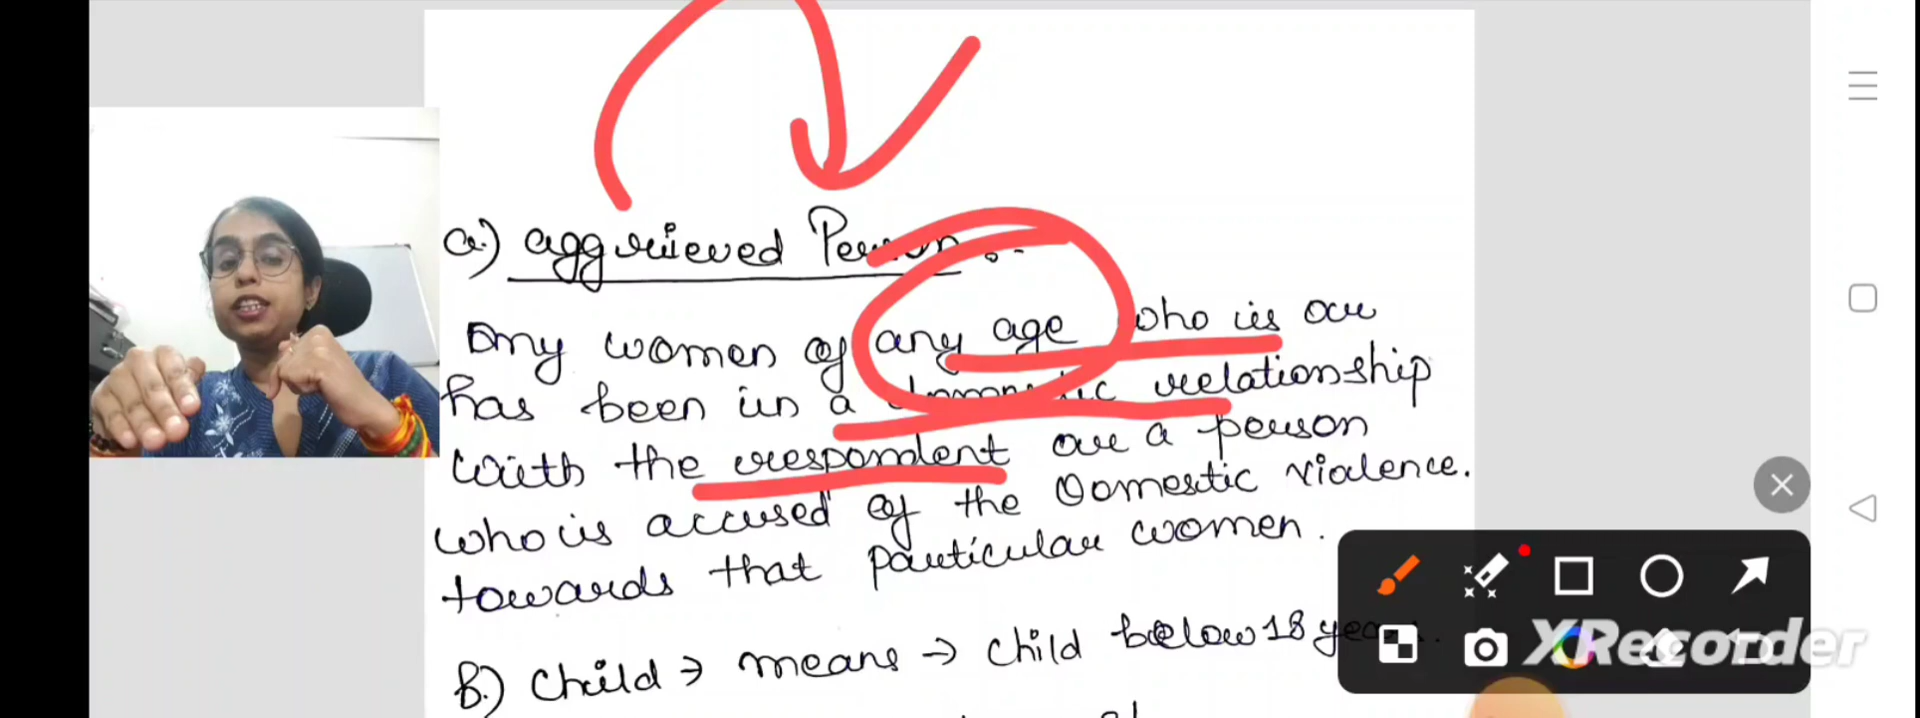 a.) aggrieved Person :-
Any women of any age who is or
has been in a domestic relationship
with the respondent or a person
who is accused of the Domestic violence.
towards that particular women.
b.) Child → means → child below 18 years.
XRecorder